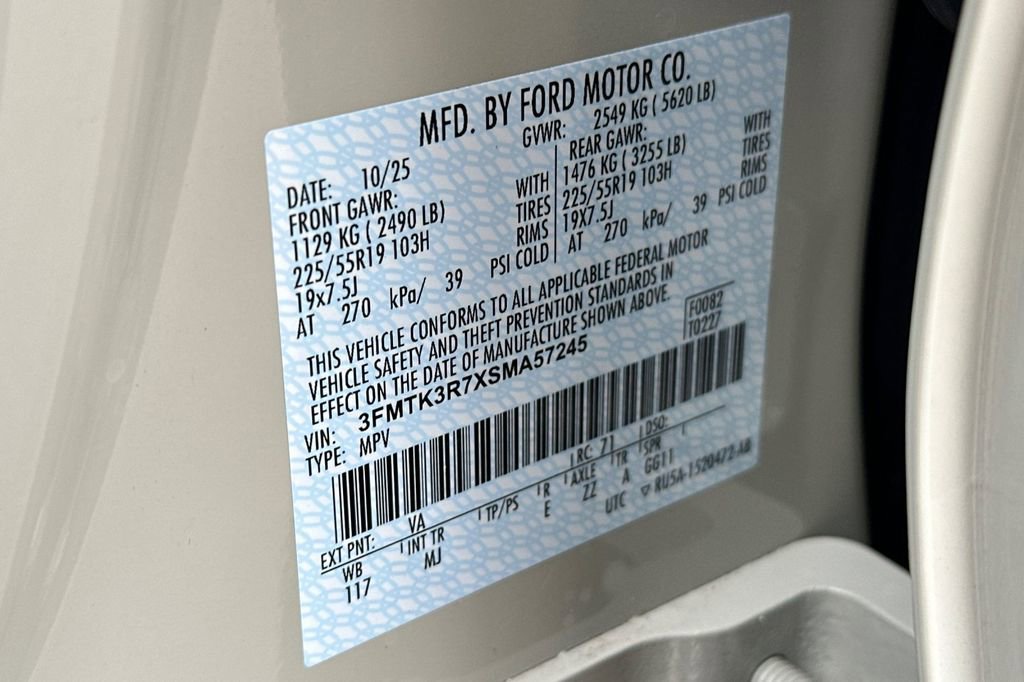 MFD. BY FORD MOTOR CO.
DATE: 10/25 GVWR: 2549 KG ( 5620 LB)
FRONT GAWR: REAR GAWR:
1129 KG ( 2490 LB) WITH 1476 KG ( 3255 LB) WITH
225/55R19 103H TIRES 225/55R19 103H TIRES
19x7.5J RIMS 19X7.5J RIMS
AT 270 kPa/ 39 PSI COLD AT 270 kPa/ 39 PSI COLD
THIS VEHICLE CONFORMS TO ALL APPLICABLE FEDERAL MOTOR
VEHICLE SAFETY AND THEFT PREVENTION STANDARDS IN
EFFECT ON THE DATE OF MANUFACTURE SHOWN ABOVE.
VIN: 3FMTK3R7XSMA57245 F0082
TYPE: MPV T0227
EXT PNT: VA RC: 71 DSO:
WB INT TR TP/PS R AXLE TR SPR
117 MJ E ZZ A GG11
UTC ▽ RU5A-1520472-AB